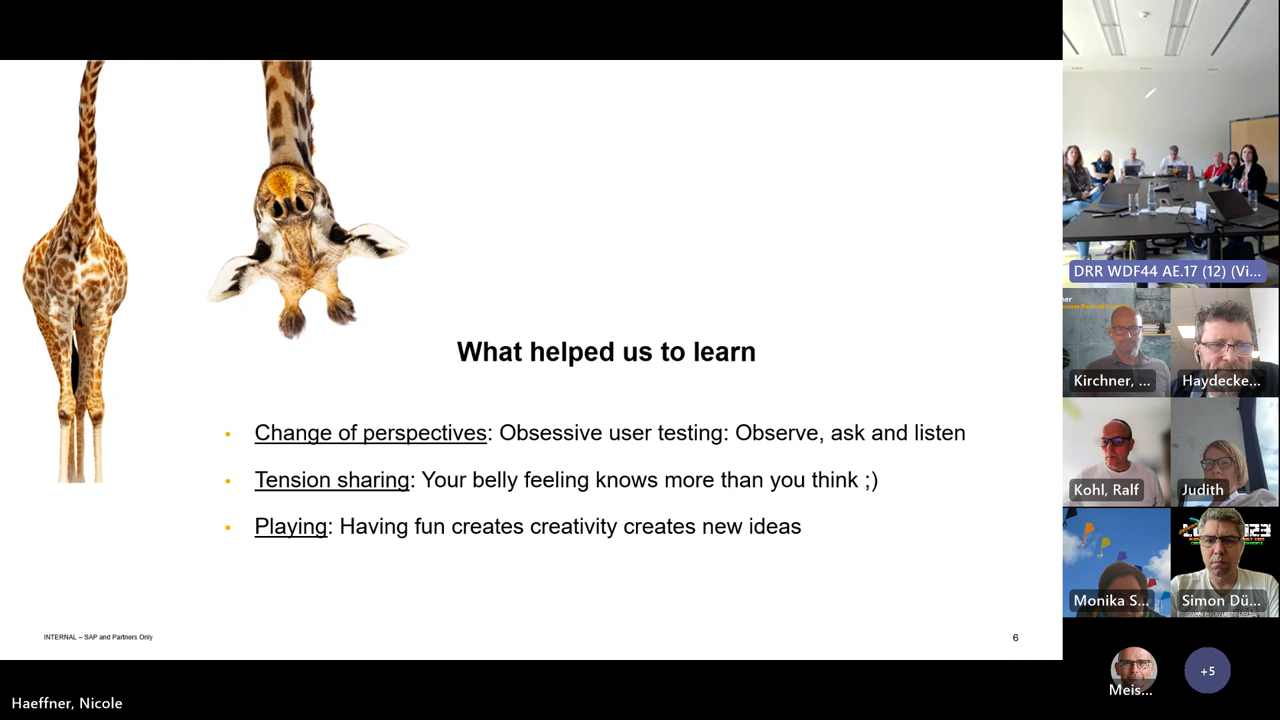 What helped us to learn
• Change of perspectives: Obsessive user testing: Observe, ask and listen
• Tension sharing: Your belly feeling knows more than you think ;)
• Playing: Having fun creates creativity creates new ideas
INTERNAL – SAP and Partners Only
6
DRR WDF44 AE.17 (12) (Vi...
Kirchner, ...
Haydecke...
Kohl, Ralf
Judith
Monika S...
Simon Dü...
Meis...
+5
Haeffner, Nicole